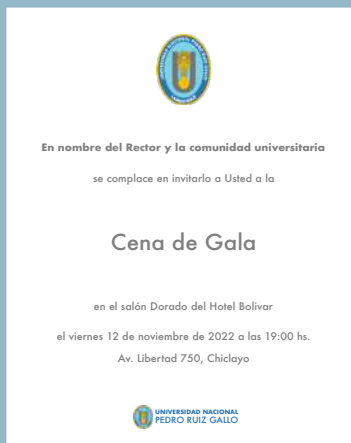 En nombre del Rector y la comunidad universitaria
se complace en invitarlo a Usted a la
Cena de Gala
en el salón Dorado del Hotel Bolivar
el viernes 12 de noviembre de 2022 a las 19:00 hs.
Av. Libertad 750, Chiclayo
UNIVERSIDAD NACIONAL
PEDRO RUIZ GALLO